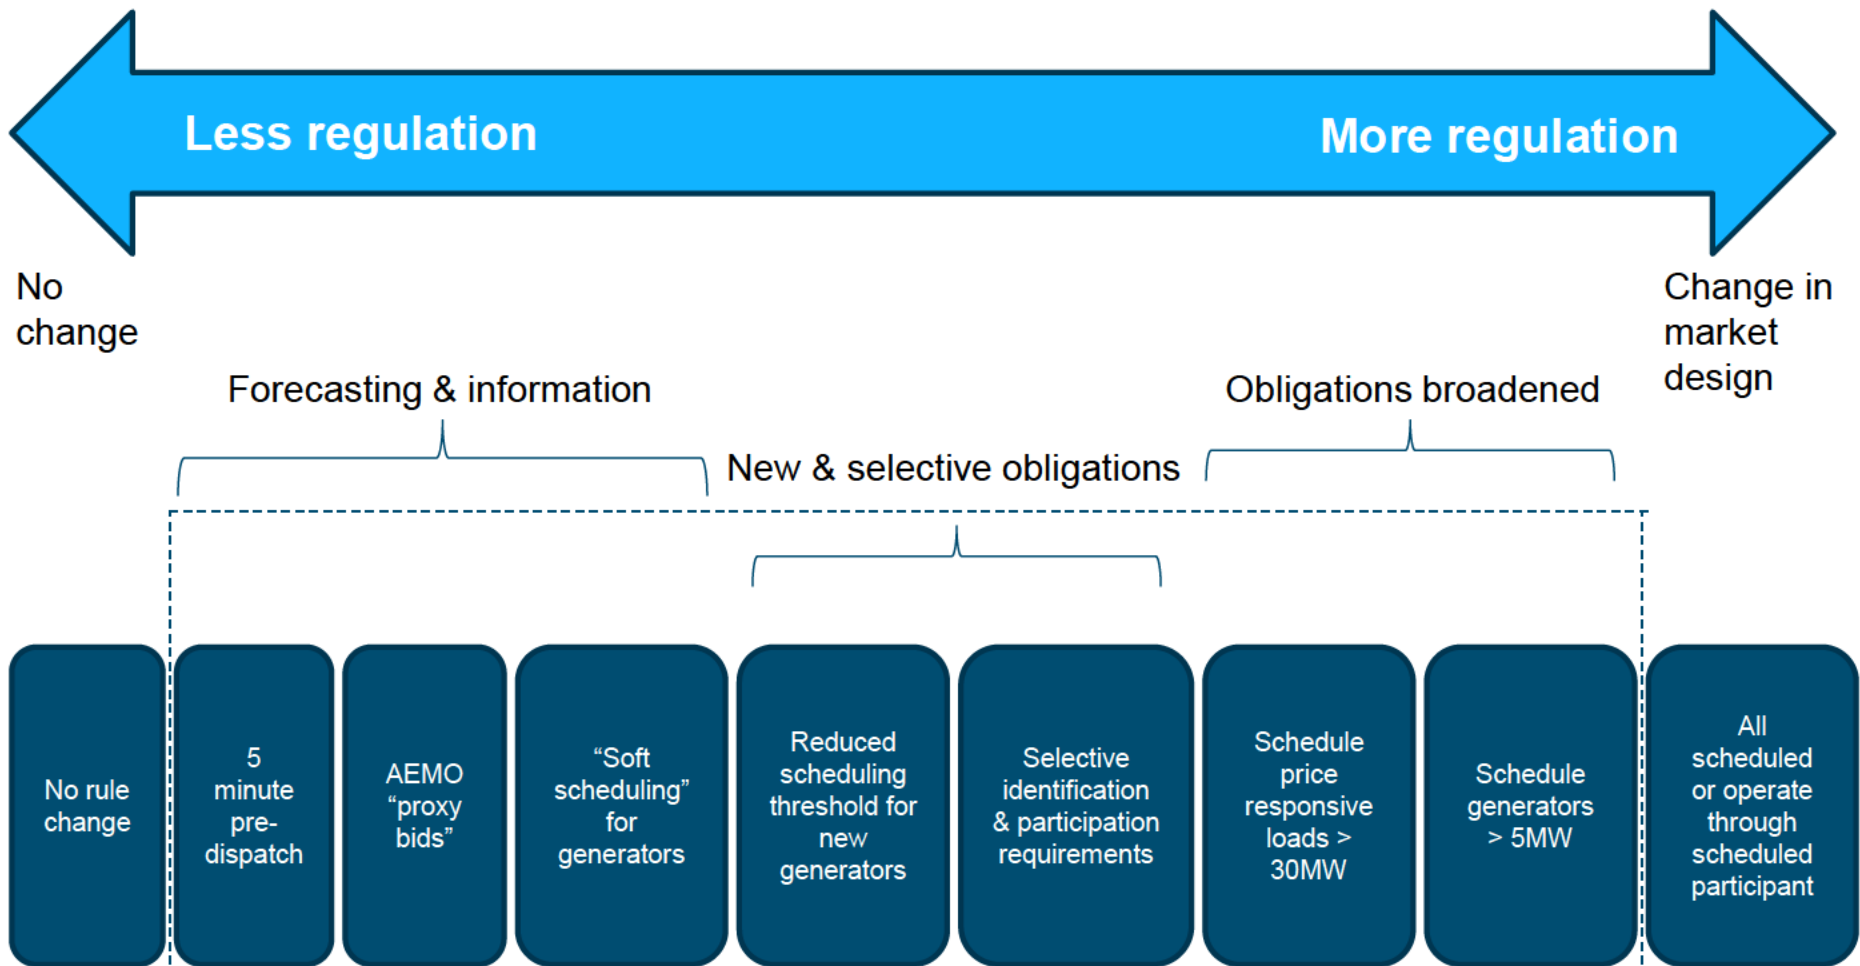 Less regulation
More regulation
No
change
Change in
market
design
Forecasting & information
Obligations broadened
New & selective obligations
No rule
change
5
minute
pre-
dispatch
AEMO
“proxy
bids”
“Soft
scheduling”
for
generators
Reduced
scheduling
threshold for
new
generators
Selective
identification
& participation
requirements
Schedule
price
responsive
loads >
30MW
Schedule
generators
> 5MW
All
scheduled
or operate
through
scheduled
participant